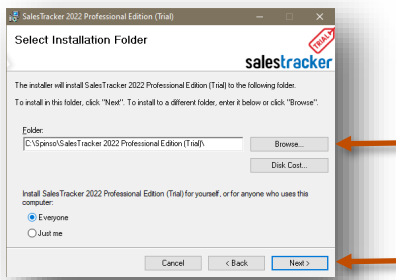 SalesTracker 2022 Professional Edition (Trial)
Select Installation Folder
TRIAL
salestracker
The installer will install SalesTracker 2022 Professional Edition (Trial) to the following folder.
To install in this folder, click "Next". To install to a different folder, enter it below or click "Browse".
Folder:
C:\Spinso\SalesTracker 2022 Professional Edition (Trial)\
Browse...
Disk Cost...
Install SalesTracker 2022 Professional Edition (Trial) for yourself, or for anyone who uses this
computer:
Everyone
Just me
Cancel
< Back
Next >